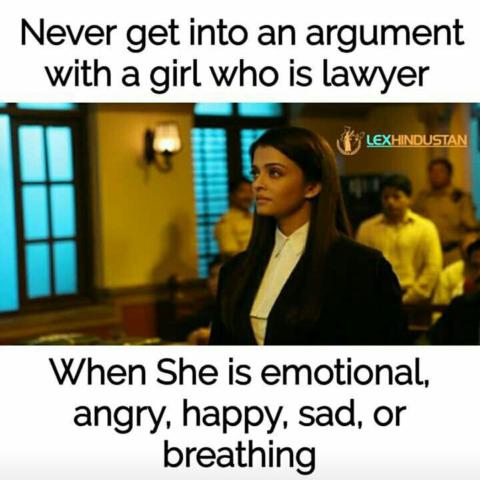 Never get into an argument
with a girl who is lawyer
LEXHINDUSTAN
When She is emotional,
angry, happy, sad, or
breathing